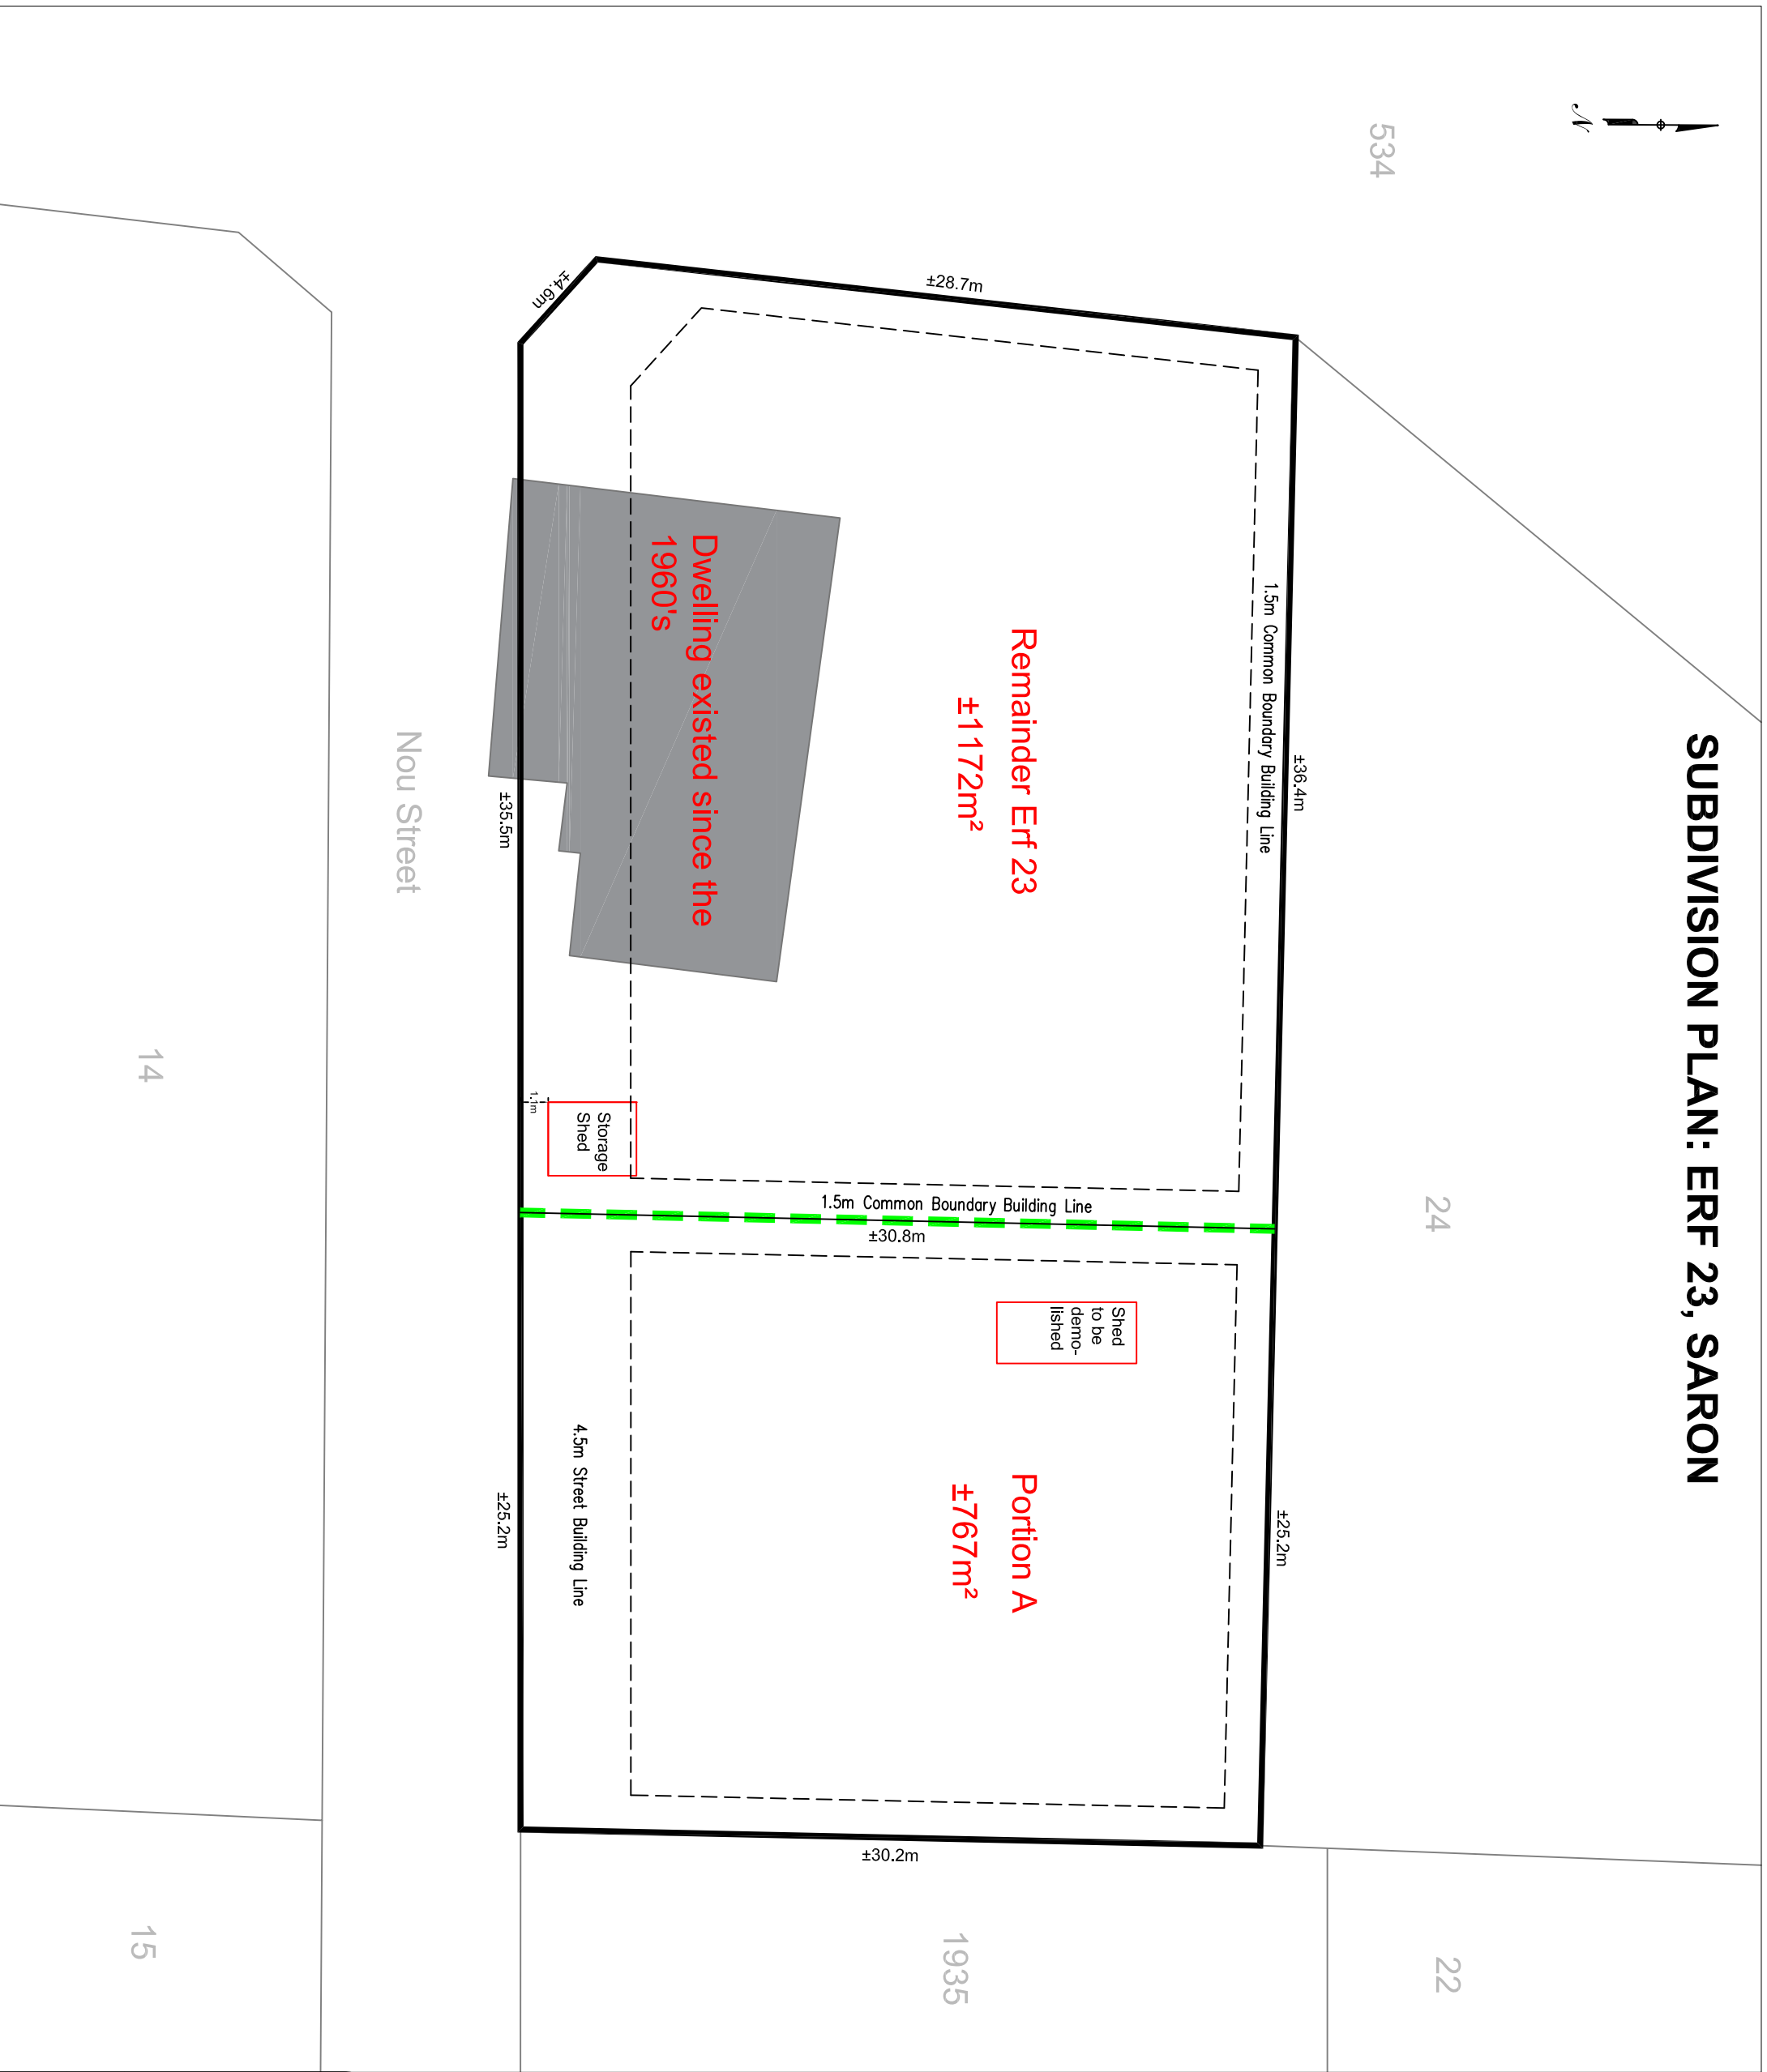 SUBDIVISION PLAN: ERF 23, SARON
N
534
24
22
±36.4m
±25.2m
1.5m Common Boundary Building Line
±28.7m
Remainder Erf 23
±1172m²
Portion A
±767m²
Shed
to be
demo-
lished
1.5m Common Boundary Building Line
±30.8m
±30.2m
1935
Dwelling existed since the
1960's
Storage
Shed
1.1m
4.5m Street Building Line
±4.6m
±35.5m
±25.2m
Nou Street
14
15